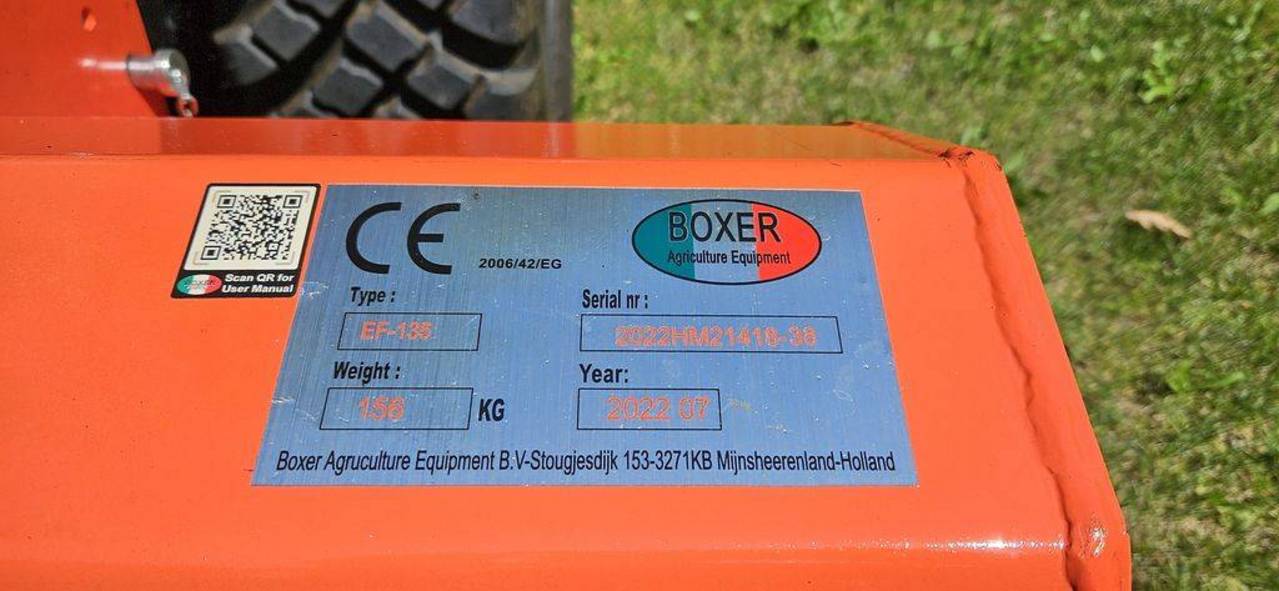 CE 2006/42/EG
BOXER
Agriculture Equipment
Scan QR for
User Manual
Type :
EF-135
Serial nr :
2022HM21418-38
Weight :
156 KG
Year:
2022 07
Boxer Agruculture Equipment B.V-Stougjesdijk 153-3271KB Mijnsheerenland-Holland